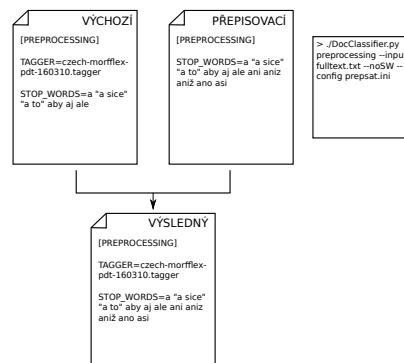 VÝCHOZÍ
[PREPROCESSING]
TAGGER=czech-morfflex-
pdt-160310.tagger
STOP_WORDS=a "a sice"
"a to" aby aj ale
PŘEPISOVACÍ
[PREPROCESSING]
STOP_WORDS=a "a sice"
"a to" aby aj ale ani aniz
aniž ano asi
> ./DocClassifier.py
preprocessing --input
fulltext.txt --noSW --
config prepsat.ini
VÝSLEDNÝ
[PREPROCESSING]
TAGGER=czech-morfflex-
pdt-160310.tagger
STOP_WORDS=a "a sice"
"a to" aby aj ale ani aniz
aniž ano asi